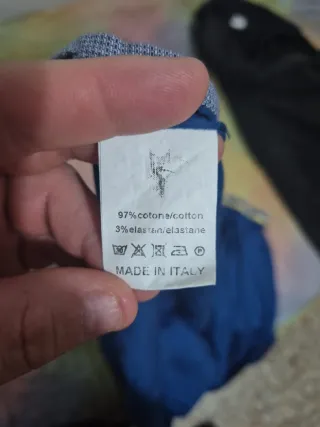 97%cotone/cotton
3%elastan/elastane
MADE IN ITALY